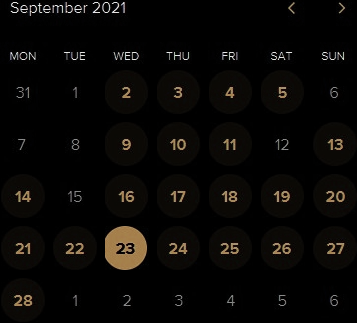 September 2021
MON TUE WED THU FRI SAT SUN
31 1 2 3 4 5 6
7 8 9 10 11 12 13
14 15 16 17 18 19 20
21 22 23 24 25 26 27
28 1 2 3 4 5 6